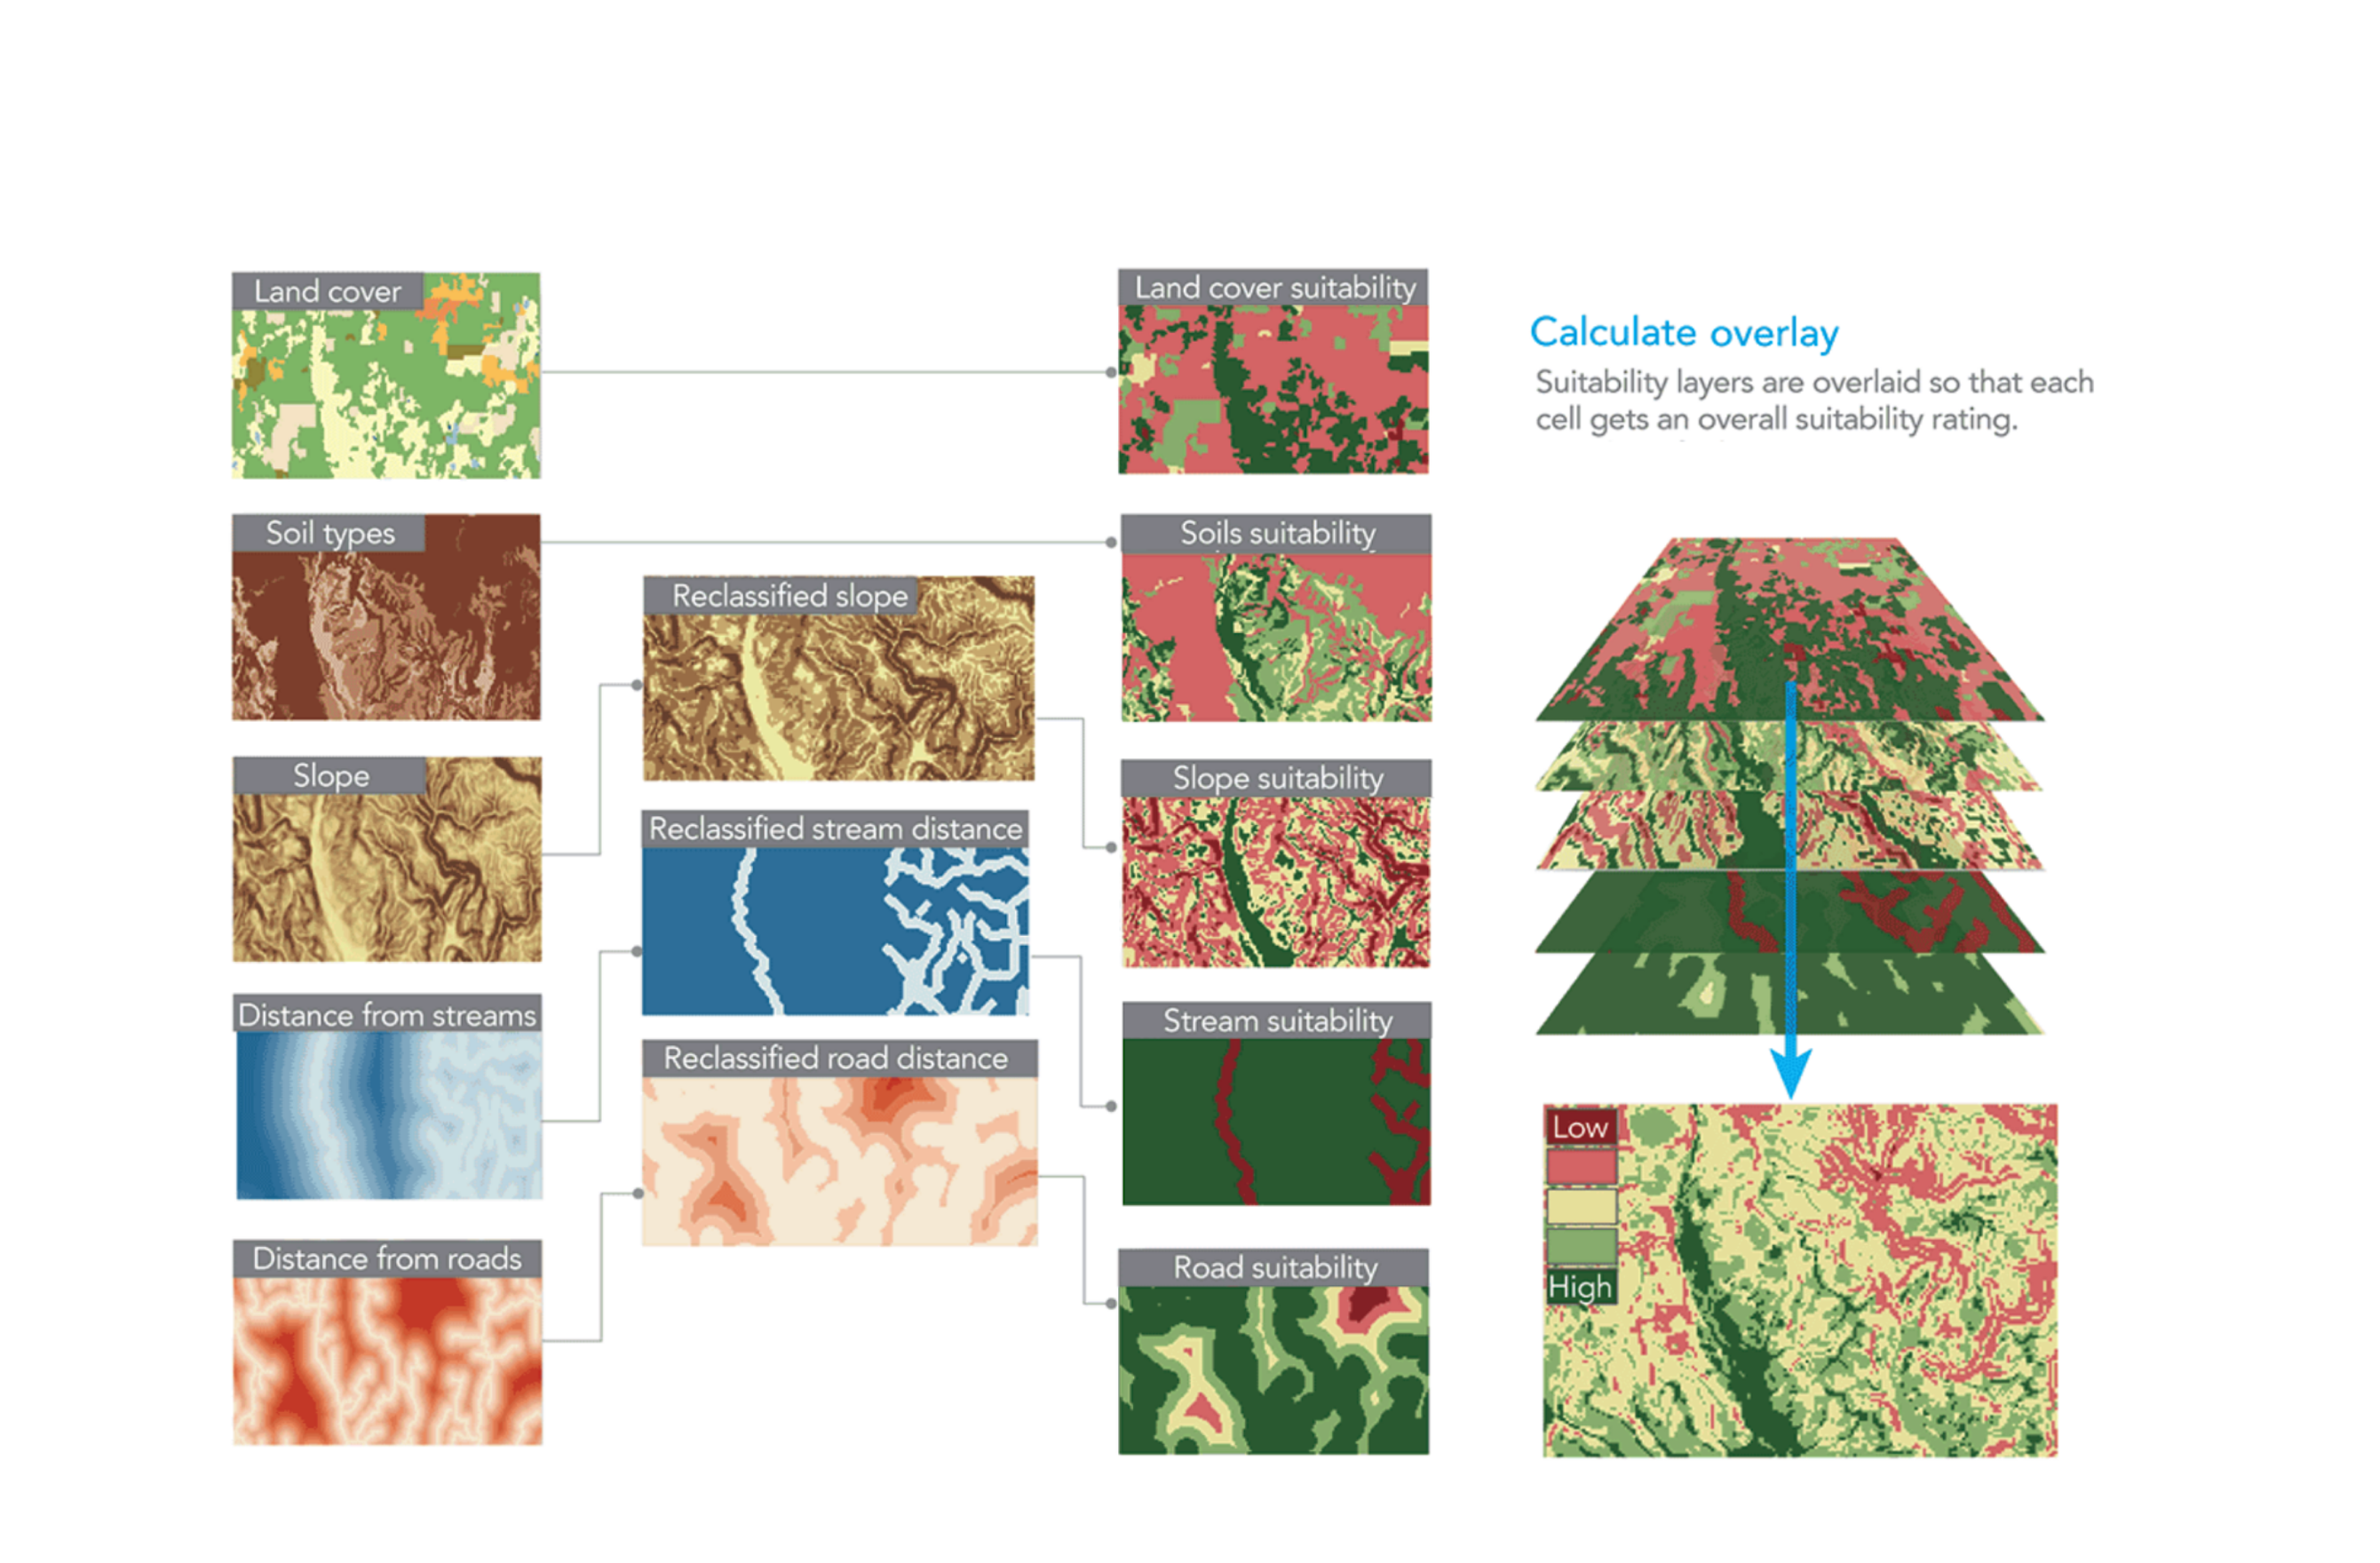 Land cover
Soil types
Slope
Distance from streams
Distance from roads
Reclassified slope
Reclassified stream distance
Reclassified road distance
Land cover suitability
Soils suitability
Slope suitability
Stream suitability
Road suitability
Calculate overlay
Suitability layers are overlaid so that each
cell gets an overall suitability rating.
Low
High